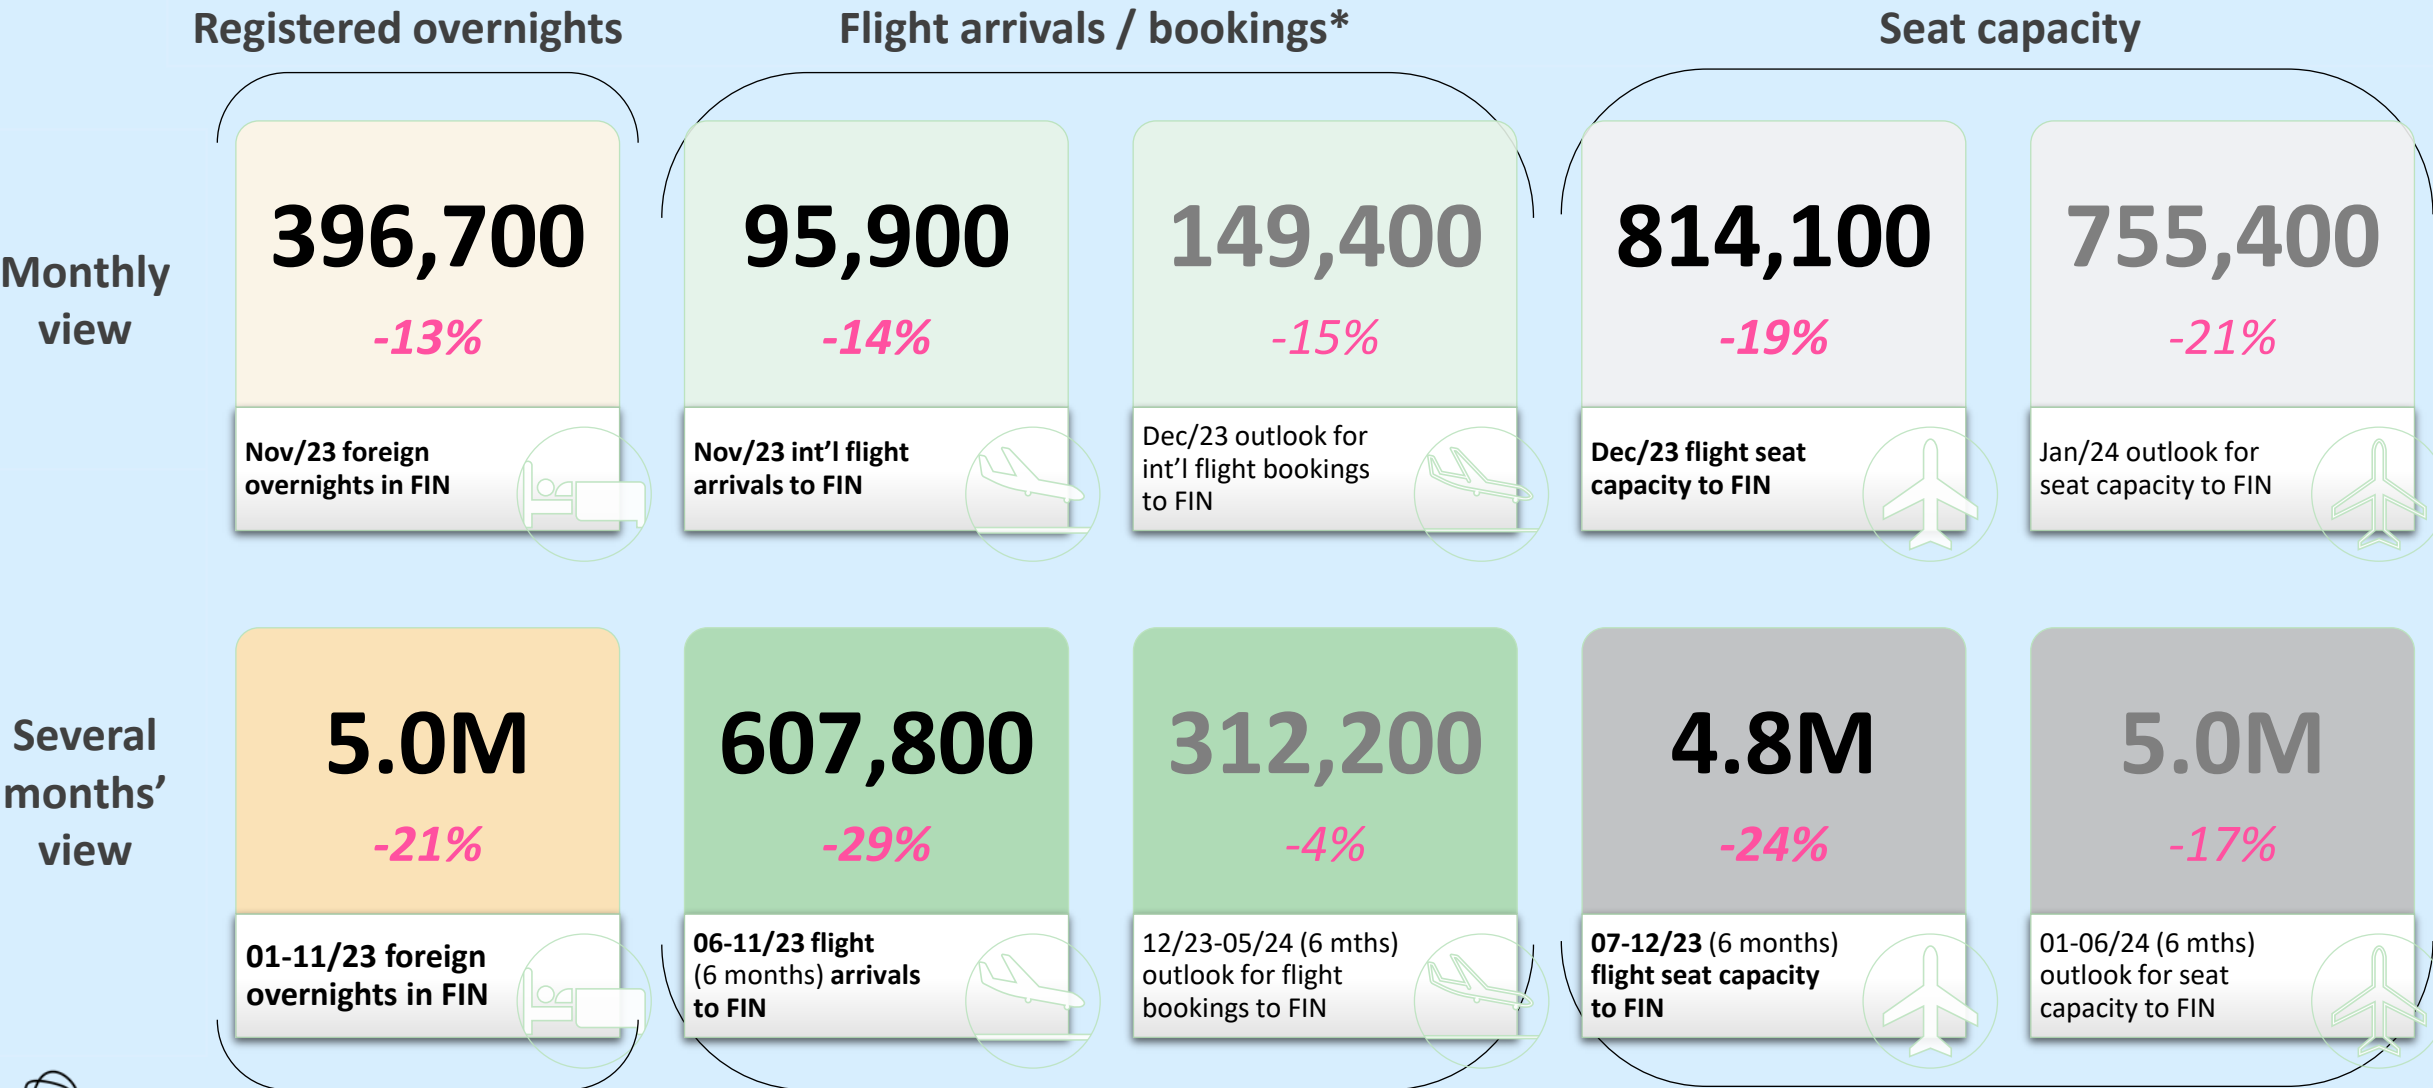 Registered overnights
Flight arrivals / bookings*
Seat capacity
Monthly
view
396,700
-13%
Nov/23 foreign
overnights in FIN
95,900
-14%
Nov/23 int’l flight
arrivals to FIN
149,400
-15%
Dec/23 outlook for
int’l flight bookings
to FIN
814,100
-19%
Dec/23 flight seat
capacity to FIN
755,400
-21%
Jan/24 outlook for
seat capacity to FIN
Several
months’
view
5.0M
-21%
01-11/23 foreign
overnights in FIN
607,800
-29%
06-11/23 flight
(6 months) arrivals
to FIN
312,200
-4%
12/23-05/24 (6 mths)
outlook for flight
bookings to FIN
4.8M
-24%
07-12/23 (6 months)
flight seat capacity
to FIN
5.0M
-17%
01-06/24 (6 mths)
outlook for seat
capacity to FIN